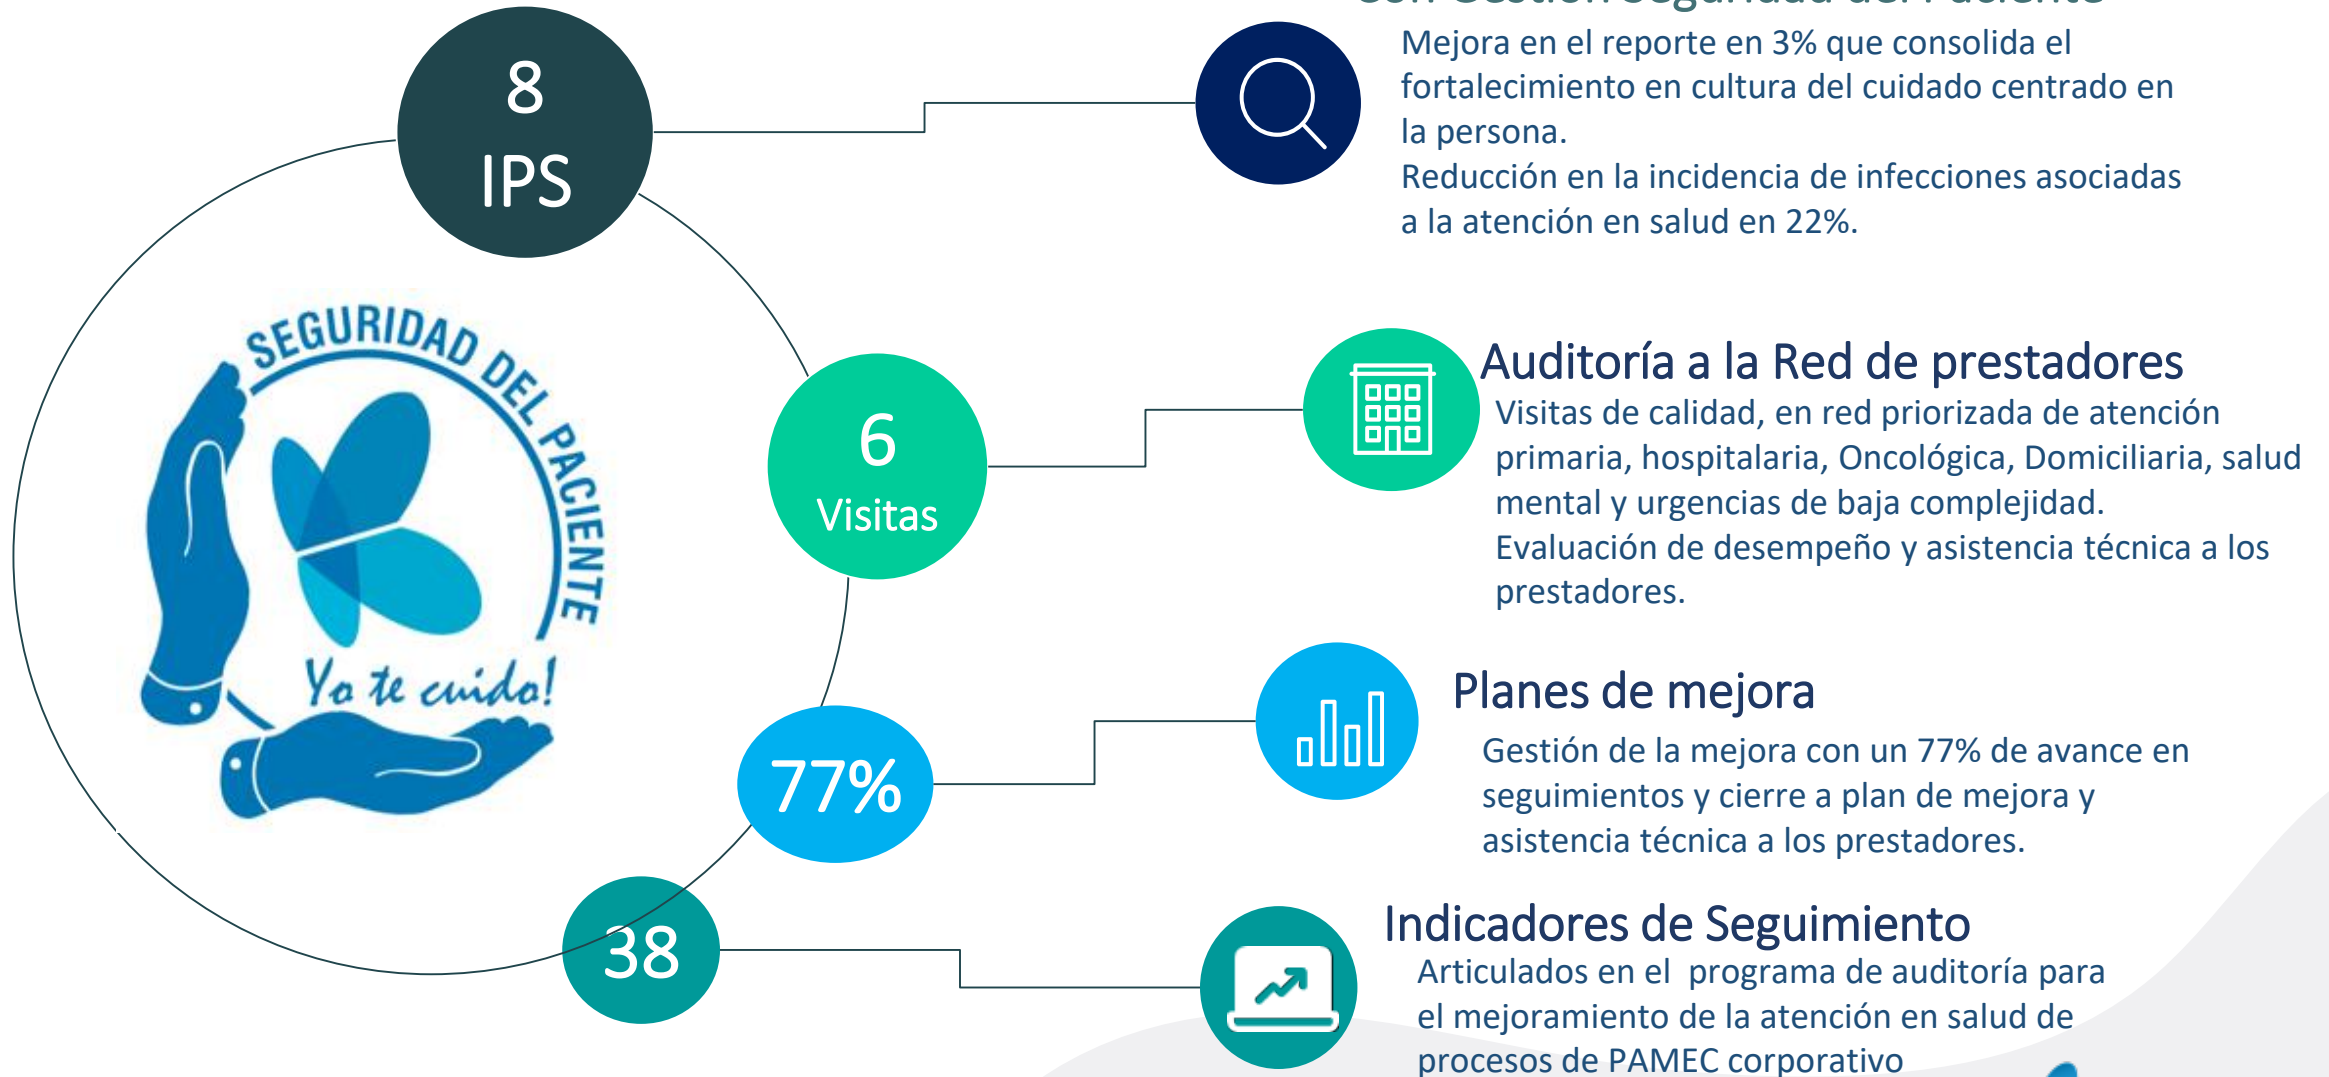 con Gestión Seguridad del Paciente
8
IPS
Mejora en el reporte en 3% que consolida el
fortalecimiento en cultura del cuidado centrado en
la persona.
Reducción en la incidencia de infecciones asociadas
a la atención en salud en 22%.
SEGURIDAD DEL PACIENTE
Yo te cuido!
6
Visitas
Auditoría a la Red de prestadores
Visitas de calidad, en red priorizada de atención
primaria, hospitalaria, Oncológica, Domiciliaria, salud
mental y urgencias de baja complejidad.
Evaluación de desempeño y asistencia técnica a los
prestadores.
77%
Planes de mejora
Gestión de la mejora con un 77% de avance en
seguimientos y cierre a plan de mejora y
asistencia técnica a los prestadores.
38
Indicadores de Seguimiento
Articulados en el programa de auditoría para
el mejoramiento de la atención en salud de
procesos de PAMEC corporativo